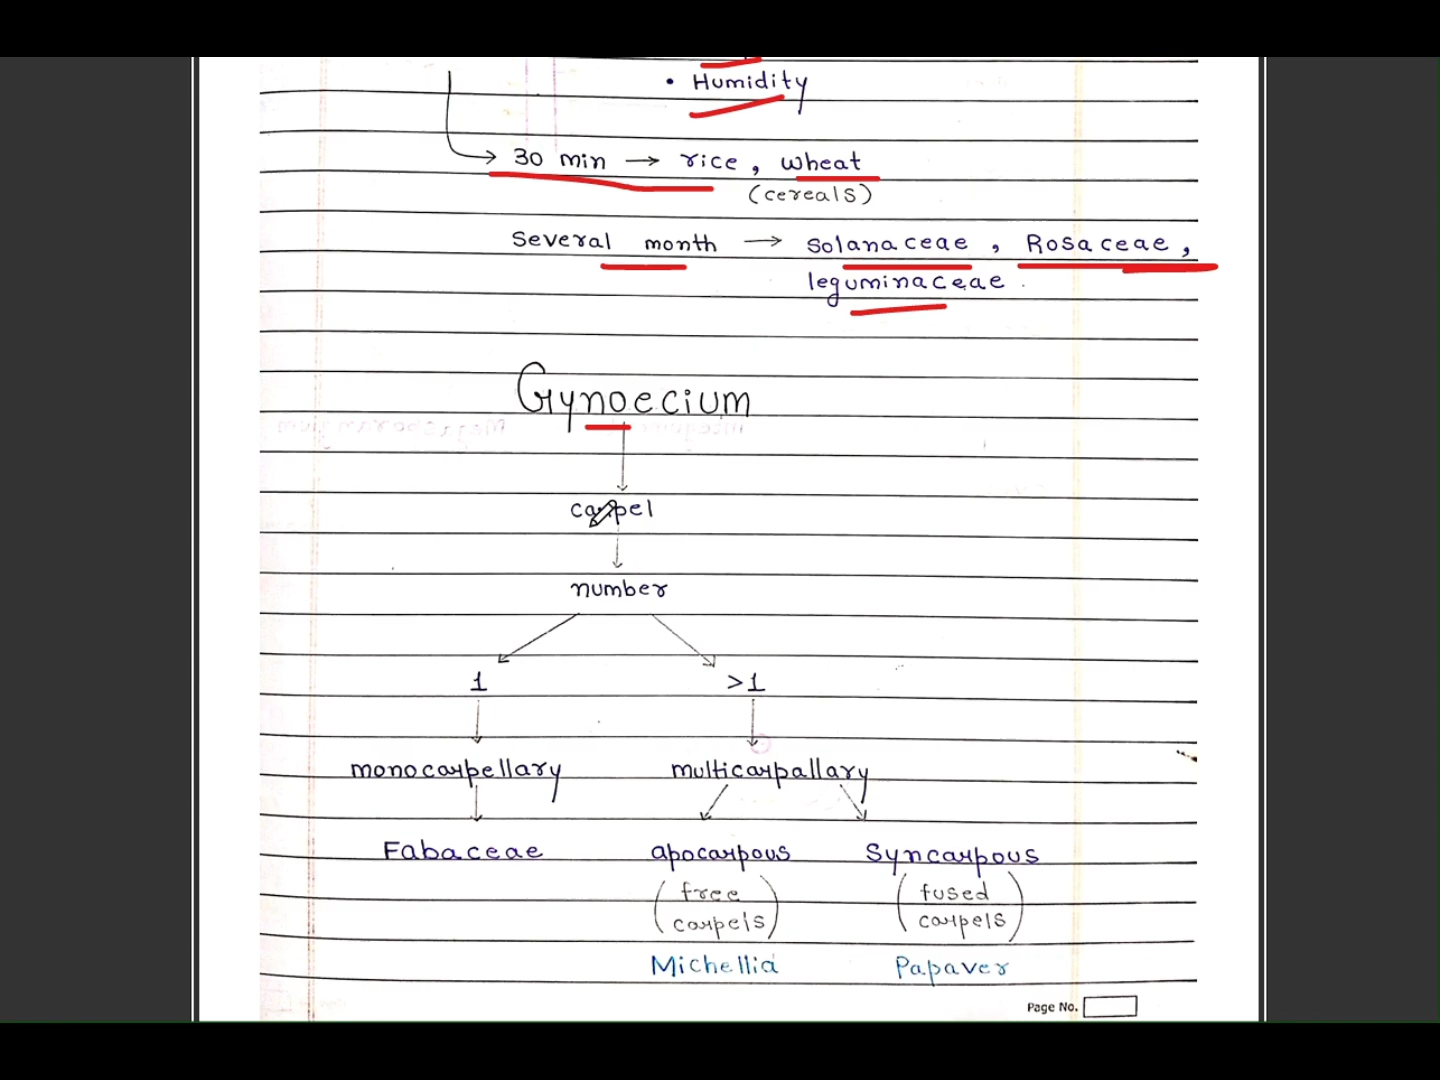 • Humidity
→ 30 min → rice, wheat
(cereals)
Several month → Solanaceae, Rosaceae,
leguminaceae.
Gynoecium
carpel
number
1 >1
monocarpellary multicarpallary
Fabaceae apocarpous Syncarpous
(free carpels) (fused carpels)
Michellia Papaver
Page No.